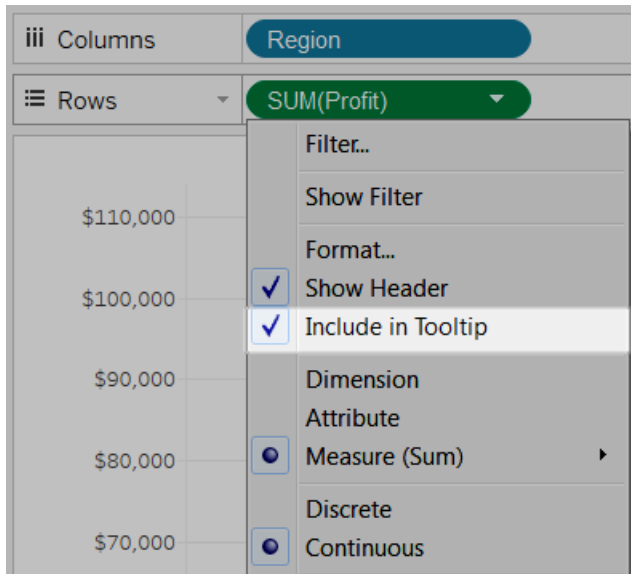 Columns Region
Rows SUM(Profit)
Filter...
Show Filter
Format...
Show Header
Include in Tooltip
Dimension
Attribute
Measure (Sum)
Discrete
Continuous
$110,000
$100,000
$90,000
$80,000
$70,000